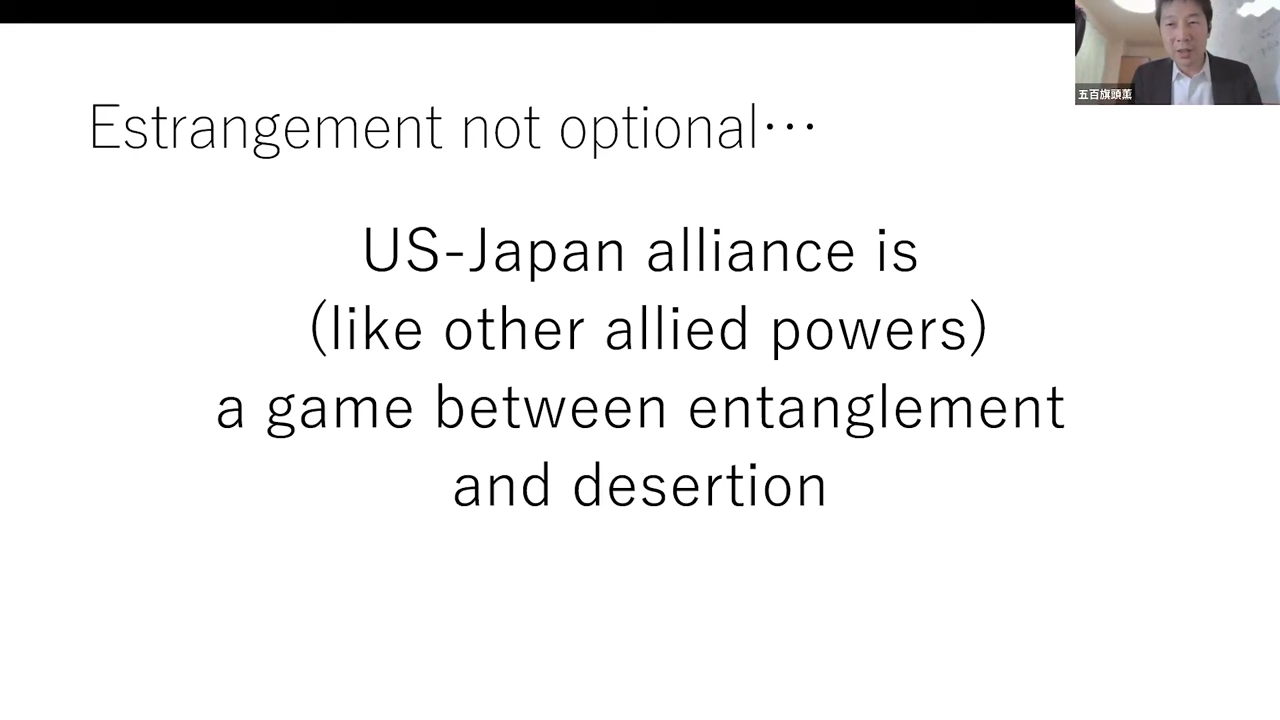 Estrangement not optional…
五百旗頭薫
US-Japan alliance is
(like other allied powers)
a game between entanglement
and desertion